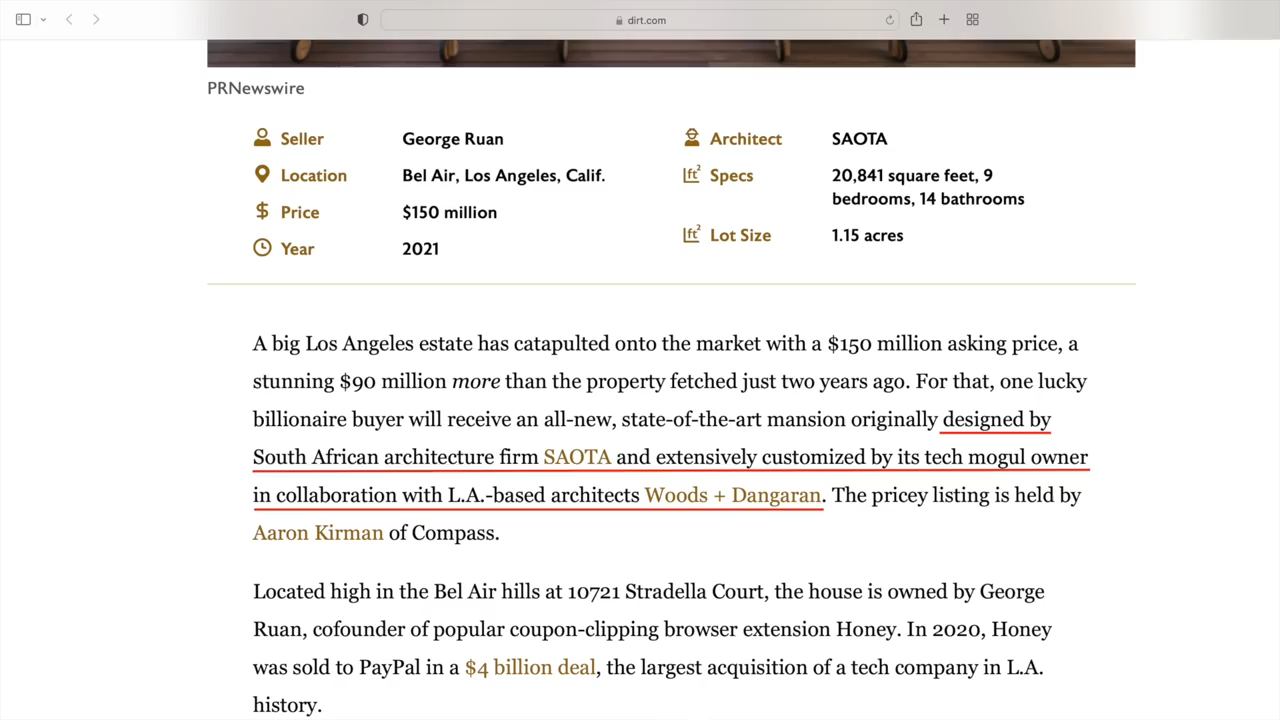 dirt.com
PRNewswire
Seller George Ruan
Location Bel Air, Los Angeles, Calif.
Price $150 million
Year 2021
Architect SAOTA
ft² Specs 20,841 square feet, 9
bedrooms, 14 bathrooms
ft² Lot Size 1.15 acres
A big Los Angeles estate has catapulted onto the market with a $150 million asking price, a
stunning $90 million more than the property fetched just two years ago. For that, one lucky
billionaire buyer will receive an all-new, state-of-the-art mansion originally designed by
South African architecture firm SAOTA and extensively customized by its tech mogul owner
in collaboration with L.A.-based architects Woods + Dangaran. The pricey listing is held by
Aaron Kirman of Compass.
Located high in the Bel Air hills at 10721 Stradella Court, the house is owned by George
Ruan, cofounder of popular coupon-clipping browser extension Honey. In 2020, Honey
was sold to PayPal in a $4 billion deal, the largest acquisition of a tech company in L.A.
history.